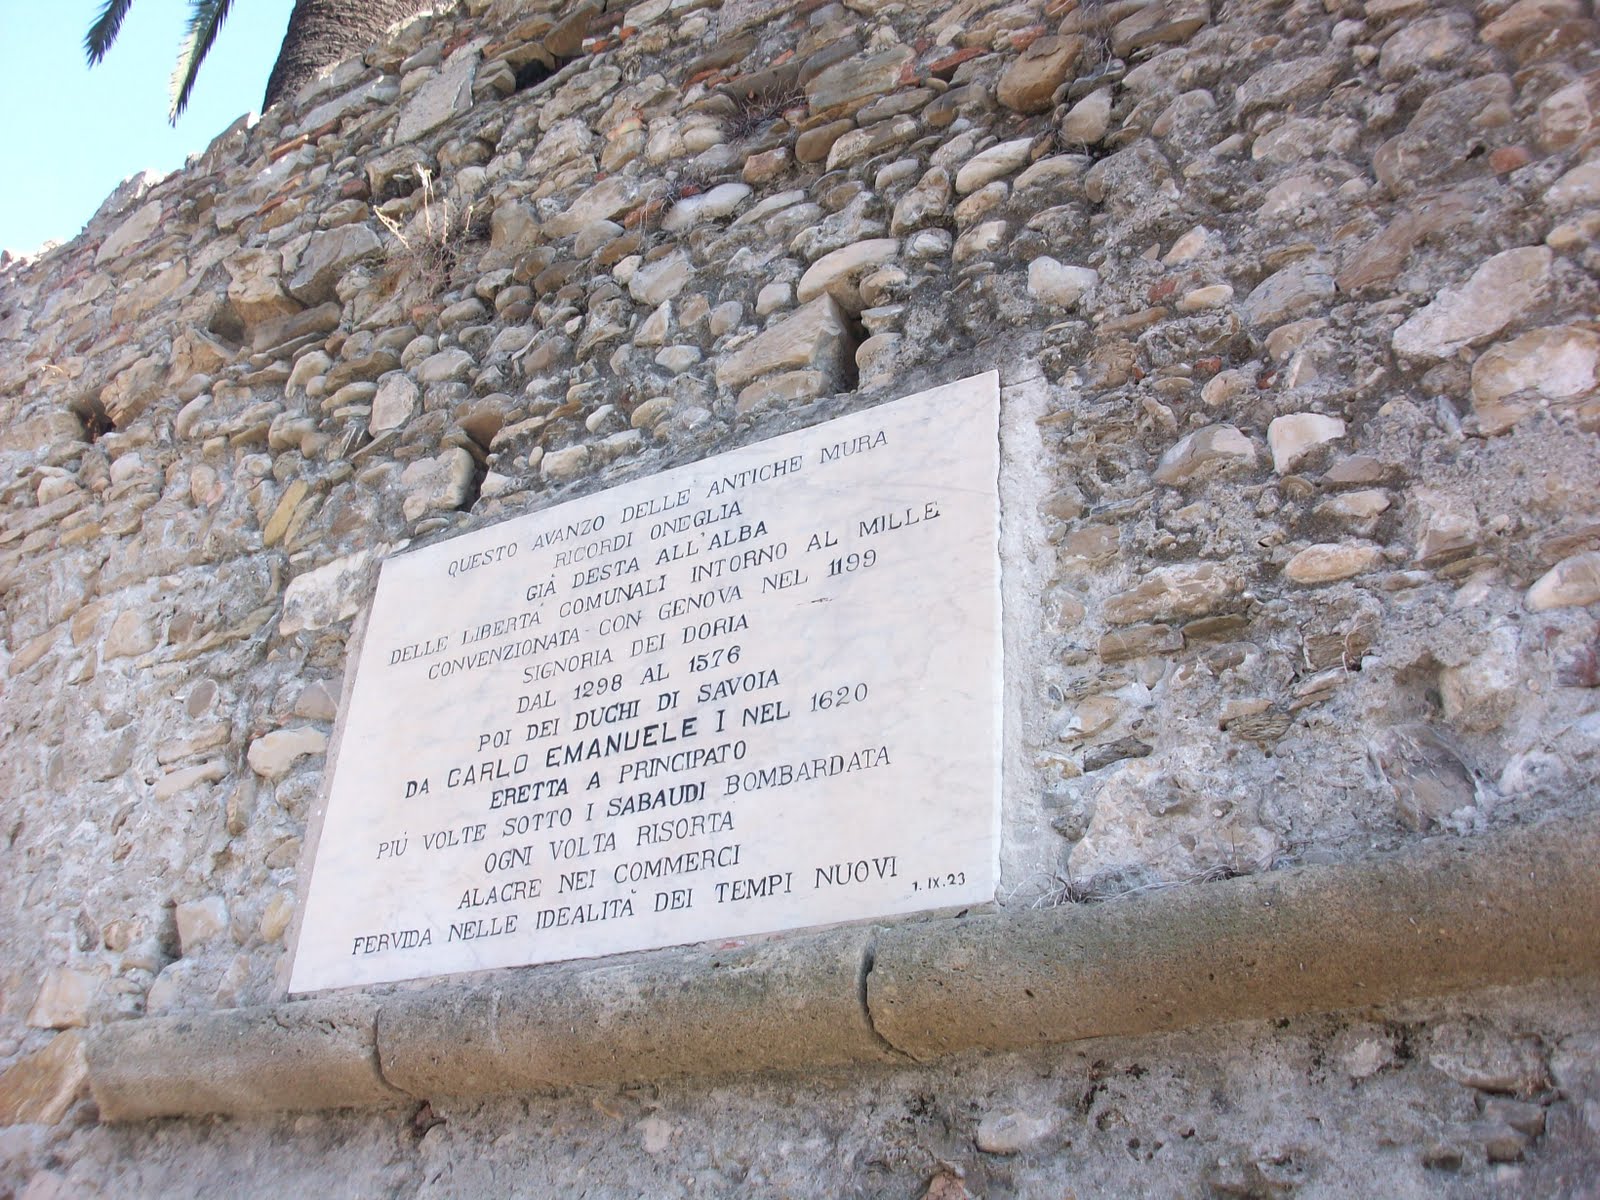 QUESTO AVANZO DELLE ANTICHE MURA
RICORDI ONEGLIA
GIÀ DESTA ALL'ALBA
DELLE LIBERTÀ COMUNALI INTORNO AL MILLE
CONVENZIONATA CON GENOVA NEL 1199
SIGNORIA DEI DORIA
DAL 1298 AL 1576
POI DEI DUCHI DI SAVOIA
DA CARLO EMANUELE I NEL 1620
ERETTA A PRINCIPATO
PIÙ VOLTE SOTTO I SABAUDI BOMBARDATA
OGNI VOLTA RISORTA
ALACRE NEI COMMERCI
FERVIDA NELLE IDEALITÀ DEI TEMPI NUOVI
1. IX. 23